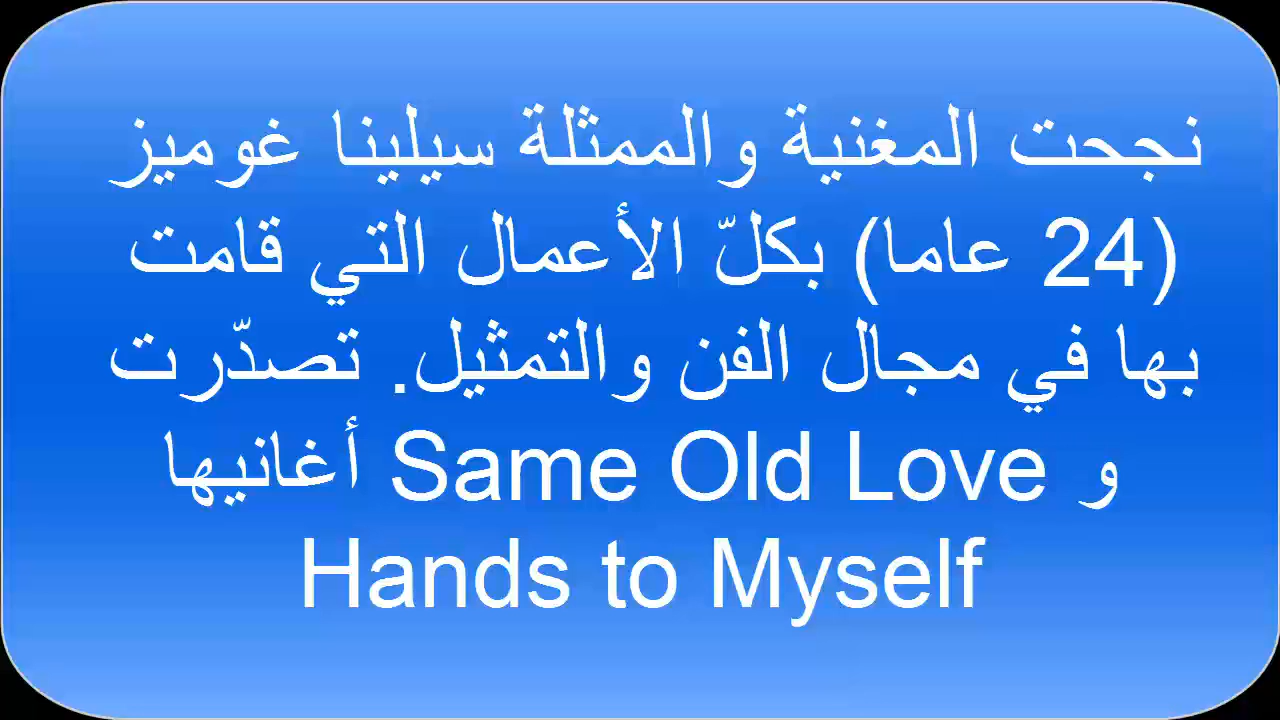 نجحت المغنية والممثلة سيلينا غوميز
(24 عاما) بكلّ الأعمال التي قامت
بها في مجال الفن والتمثيل. تصدّرت
و Same Old Love أغانيها
Hands to Myself